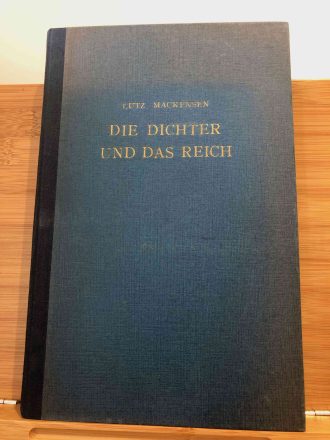 LUTZ MACKENSEN
DIE DICHTER
UND DAS REICH